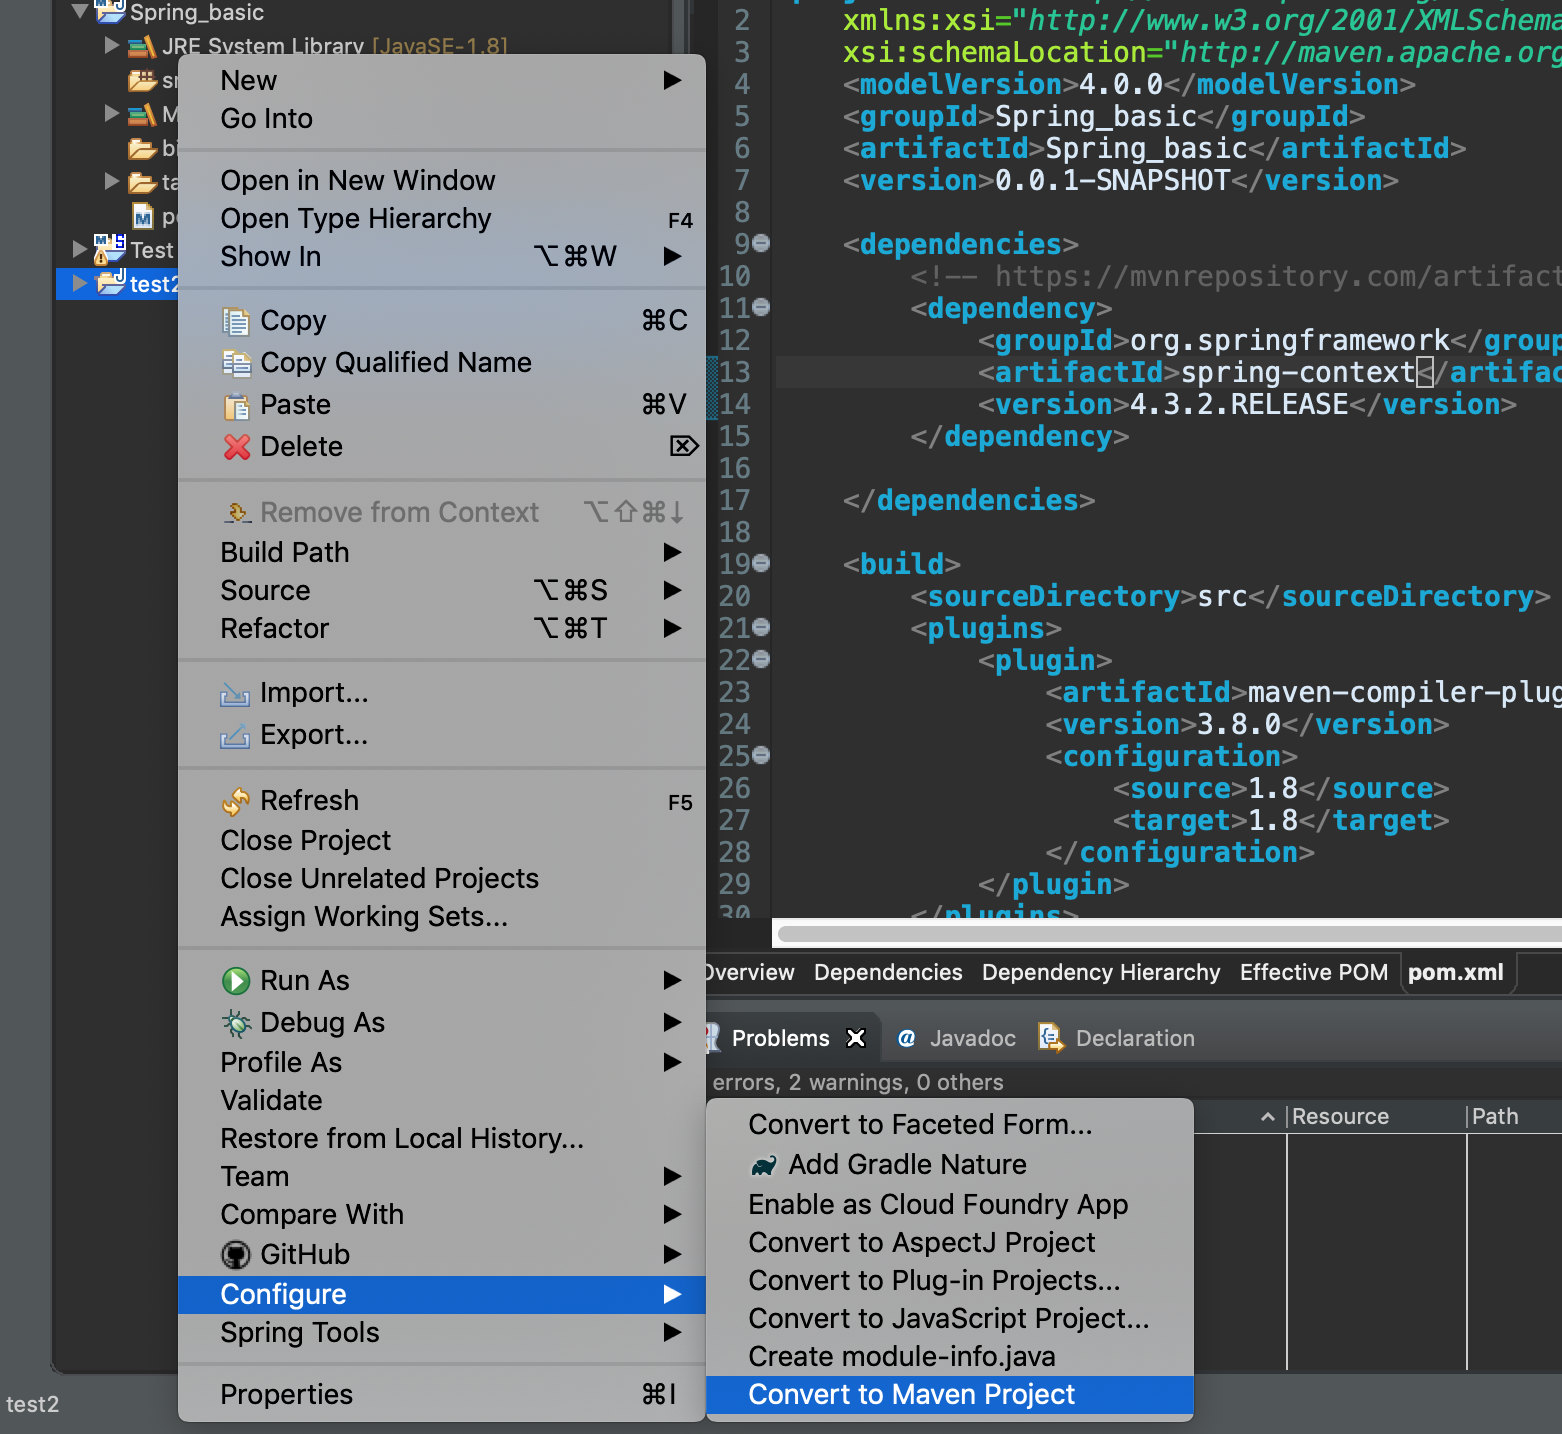 Spring_basic
JRE System Library [JavaSE-1.8]
Test
test2
New
Go Into
Open in New Window
Open Type Hierarchy F4
Show In ⌥⌘W
Copy ⌘C
Copy Qualified Name
Paste ⌘V
Delete ⌦
Remove from Context ⌥⇧⌘↓
Build Path
Source ⌥⌘S
Refactor ⌥⌘T
Import...
Export...
Refresh F5
Close Project
Close Unrelated Projects
Assign Working Sets...
Run As
Debug As
Profile As
Validate
Restore from Local History...
Team
Compare With
GitHub
Configure
Spring Tools
Properties ⌘I
Convert to Faceted Form...
Add Gradle Nature
Enable as Cloud Foundry App
Convert to AspectJ Project
Convert to Plug-in Projects...
Convert to JavaScript Project...
Create module-info.java
Convert to Maven Project
2 xmlns:xsi="http://www.w3.org/2001/XMLSchema
3 xsi:schemaLocation="http://maven.apache.org
4 <modelVersion>4.0.0</modelVersion>
5 <groupId>Spring_basic</groupId>
6 <artifactId>Spring_basic</artifactId>
7 <version>0.0.1-SNAPSHOT</version>
8
9 <dependencies>
10 <!-- https://mvnrepository.com/artifact
11 <dependency>
12 <groupId>org.springframework</group
13 <artifactId>spring-context</artifac
14 <version>4.3.2.RELEASE</version>
15 </dependency>
16
17 </dependencies>
18
19 <build>
20 <sourceDirectory>src</sourceDirectory>
21 <plugins>
22 <plugin>
23 <artifactId>maven-compiler-plug
24 <version>3.8.0</version>
25 <configuration>
26 <source>1.8</source>
27 <target>1.8</target>
28 </configuration>
29 </plugin>
30 </plugins>
Overview Dependencies Dependency Hierarchy Effective POM pom.xml
Problems @ Javadoc Declaration
errors, 2 warnings, 0 others
Resource Path
test2